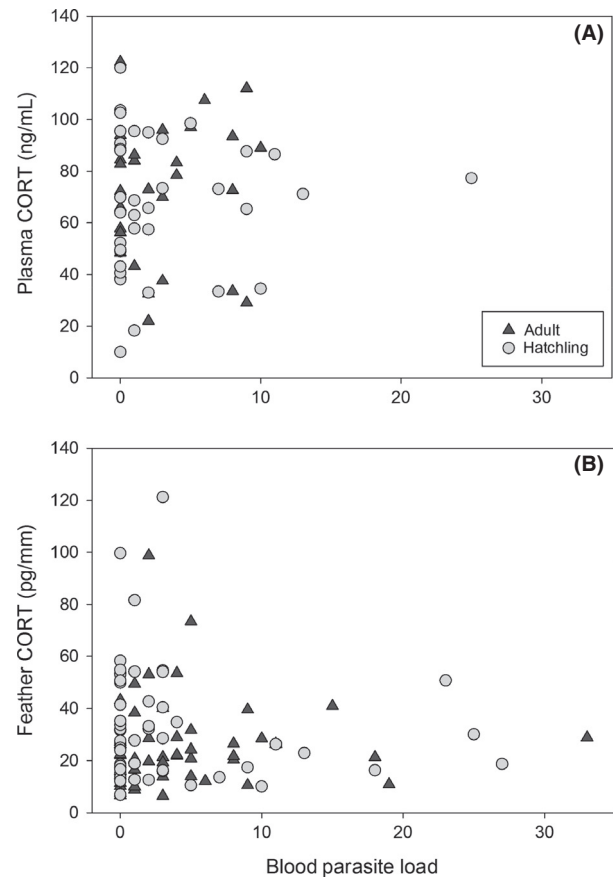 (A)
140
120
100
80
60
40
20
0
Plasma CORT (ng/mL)
Adult
Hatchling
0 10 20 30
(B)
140
120
100
80
60
40
20
0
Feather CORT (pg/mm)
0 10 20 30
Blood parasite load